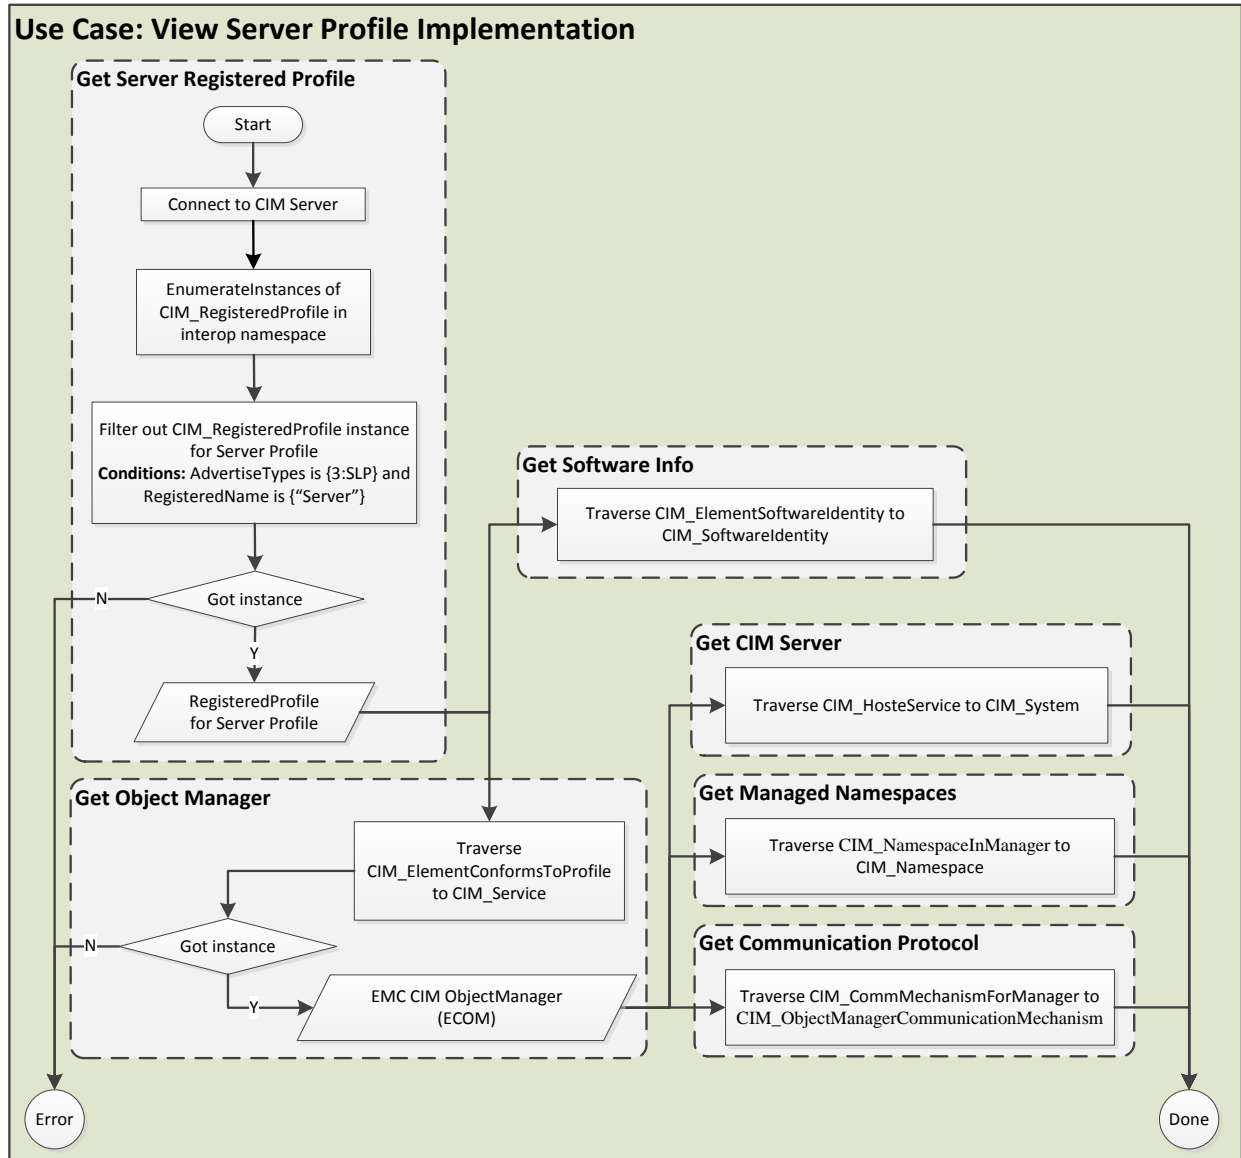 Use Case: View Server Profile Implementation
Get Server Registered Profile
Start
Connect to CIM Server
EnumerateInstances of
CIM_RegisteredProfile in
interop namespace
Filter out CIM_RegisteredProfile instance
for Server Profile
Conditions: AdvertiseTypes is {3:SLP} and
RegisteredName is {“Server”}
Got instance
N
Y
RegisteredProfile
for Server Profile
Get Software Info
Traverse CIM_ElementSoftwareIdentity to
CIM_SoftwareIdentity
Get Object Manager
Traverse
CIM_ElementConformsToProfile
to CIM_Service
Got instance
N
Y
EMC CIM ObjectManager
(ECOM)
Get CIM Server
Traverse CIM_HosteService to CIM_System
Get Managed Namespaces
Traverse CIM_NamespaceInManager to
CIM_Namespace
Get Communication Protocol
Traverse CIM_CommMechanismForManager to
CIM_ObjectManagerCommunicationMechanism
Error
Done